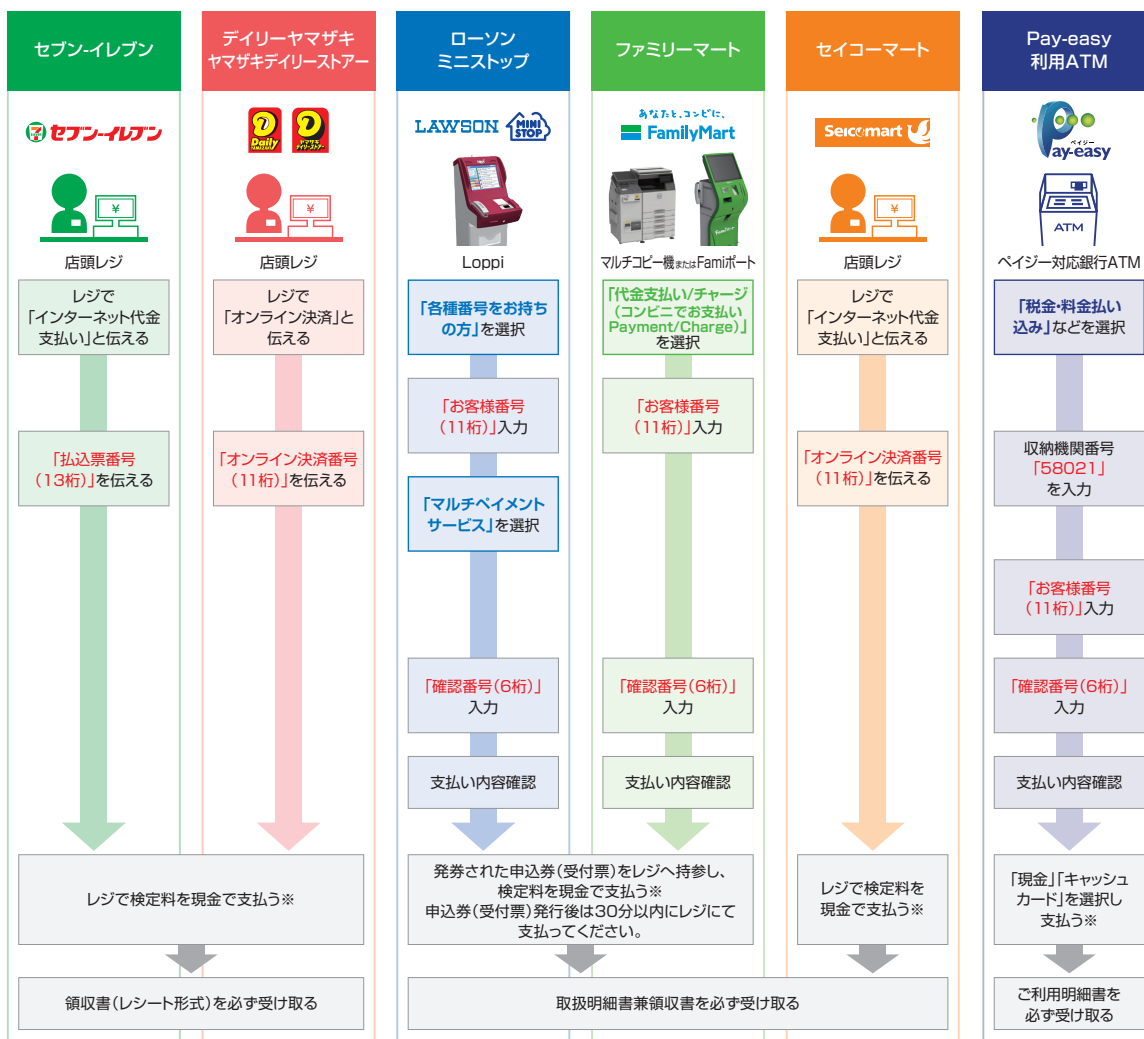 セブン-イレブン
セブン-イレブン
¥
店頭レジ
レジで
「インターネット代金
支払い」と伝える
「払込票番号
(13桁)」を伝える
デイリーヤマザキ
ヤマザキデイリーストアー
Daily
YAMAZAKI
ヤマザキ
デイリーストアー
¥
店頭レジ
レジで
「オンライン決済」と
伝える
「オンライン決済番号
(11桁)」を伝える
レジで検定料を現金で支払う※
領収書(レシート形式)を必ず受け取る
ローソン
ミニストップ
LAWSON
MINI
STOP
Loppi
「各種番号をお持ち
の方」を選択
「お客様番号
(11桁)」入力
「マルチペイメント
サービス」を選択
「確認番号(6桁)」
入力
支払い内容確認
ファミリーマート
あなたと、コンビに、
FamilyMart
マルチコピー機またはFamiポート
「代金支払い/チャージ
(コンビニでお支払い
Payment/Charge)」
を選択
「お客様番号
(11桁)」入力
「確認番号(6桁)」
入力
支払い内容確認
発券された申込券(受付票)をレジへ持参し、
検定料を現金で支払う※
申込券(受付票)発行後は30分以内にレジにて
支払ってください。
セイコーマート
Seicomart
¥
店頭レジ
レジで
「インターネット代金
支払い」と伝える
「オンライン決済番号
(11桁)」を伝える
レジで検定料を
現金で支払う※
取扱明細書兼領収書を必ず受け取る
Pay-easy
利用ATM
ペイジー
Pay-easy
ATM
ペイジー対応銀行ATM
「税金・料金払い
込み」などを選択
収納機関番号
「58021」
を入力
「お客様番号
(11桁)」入力
「確認番号(6桁)」
入力
支払い内容確認
「現金」「キャッシュ
カード」を選択し
支払う※
ご利用明細書を
必ず受け取る